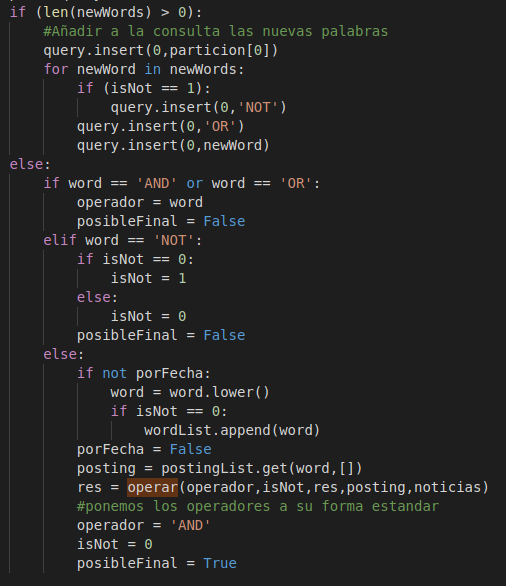 if (len(newWords) > 0):
    #Añadir a la consulta las nuevas palabras
    query.insert(0,particion[0])
    for newWord in newWords:
        if (isNot == 1):
            query.insert(0,'NOT')
        query.insert(0,'OR')
        query.insert(0,newWord)
else:
    if word == 'AND' or word == 'OR':
        operador = word
        posibleFinal = False
    elif word == 'NOT':
        if isNot == 0:
            isNot = 1
        else:
            isNot = 0
        posibleFinal = False
    else:
        if not porFecha:
            word = word.lower()
            if isNot == 0:
                wordList.append(word)
        porFecha = False
        posting = postingList.get(word,[])
        res = operar(operador,isNot,res,posting,noticias)
        #ponemos los operadores a su forma estandar
        operador = 'AND'
        isNot = 0
        posibleFinal = True